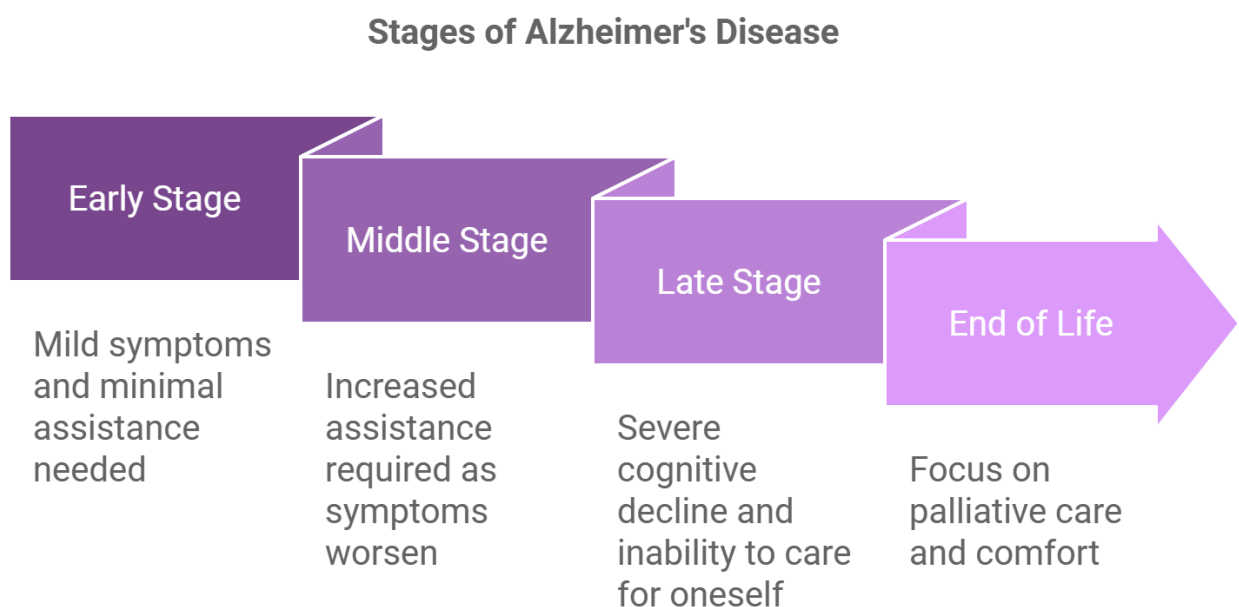 Stages of Alzheimer's Disease
Early Stage
Mild symptoms
and minimal
assistance
needed
Middle Stage
Increased
assistance
required as
symptoms
worsen
Late Stage
Severe
cognitive
decline and
inability to care
for oneself
End of Life
Focus on
palliative care
and comfort